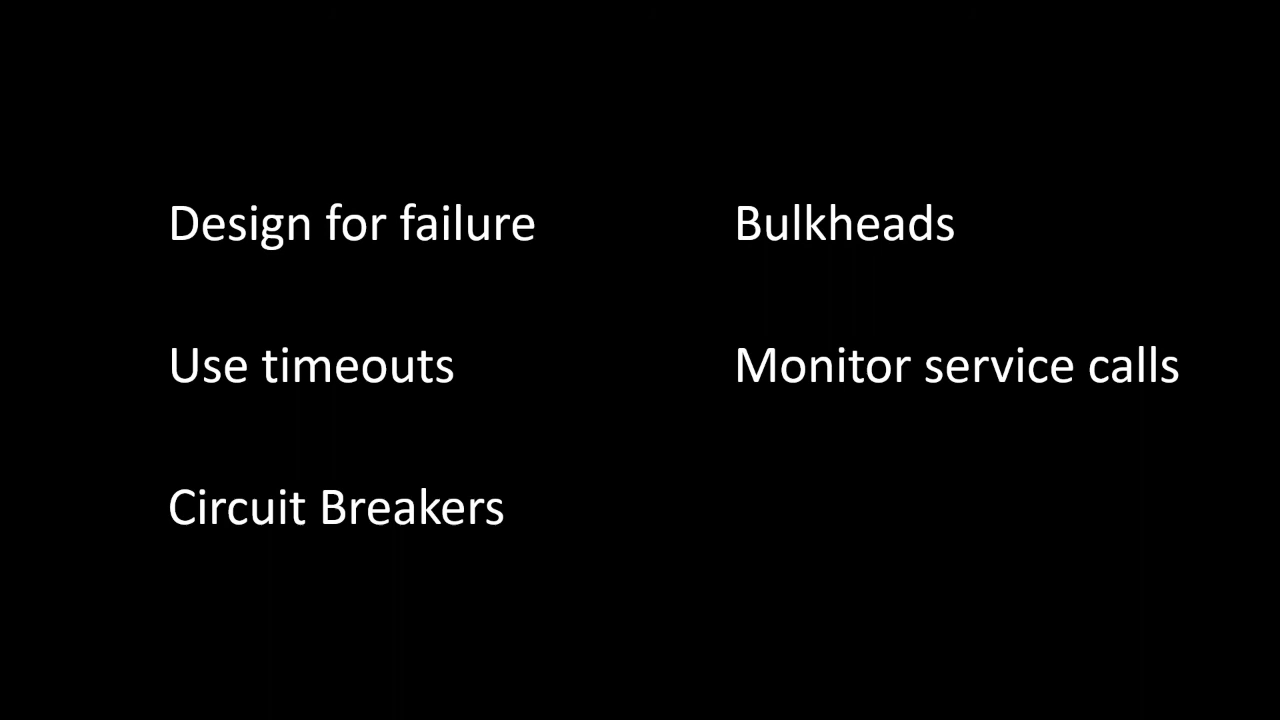 Design for failure
Use timeouts
Circuit Breakers
Bulkheads
Monitor service calls